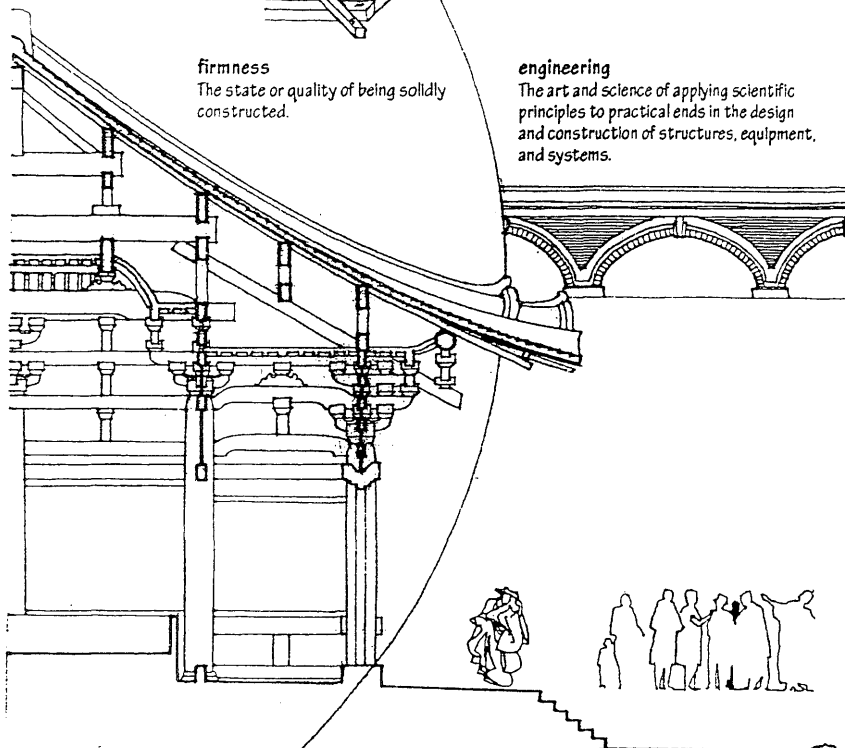 firmness
The state or quality of being solidly
constructed.
engineering
The art and science of applying scientific
principles to practical ends in the design
and construction of structures, equipment,
and systems.